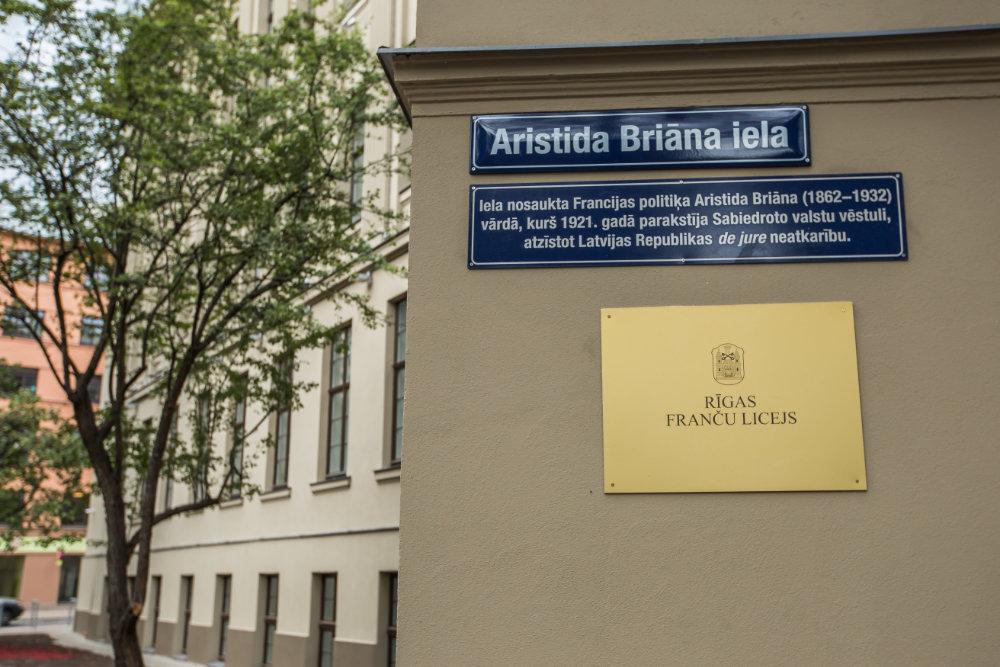 Aristida Briāna iela
Iela nosaukta Francijas politiķa Aristida Briāna (1862–1932)
vārdā, kurš 1921. gadā parakstīja Sabiedroto valstu vēstuli,
atzīstot Latvijas Republikas de jure neatkarību.
RĪGAS
FRANČU LICEJS